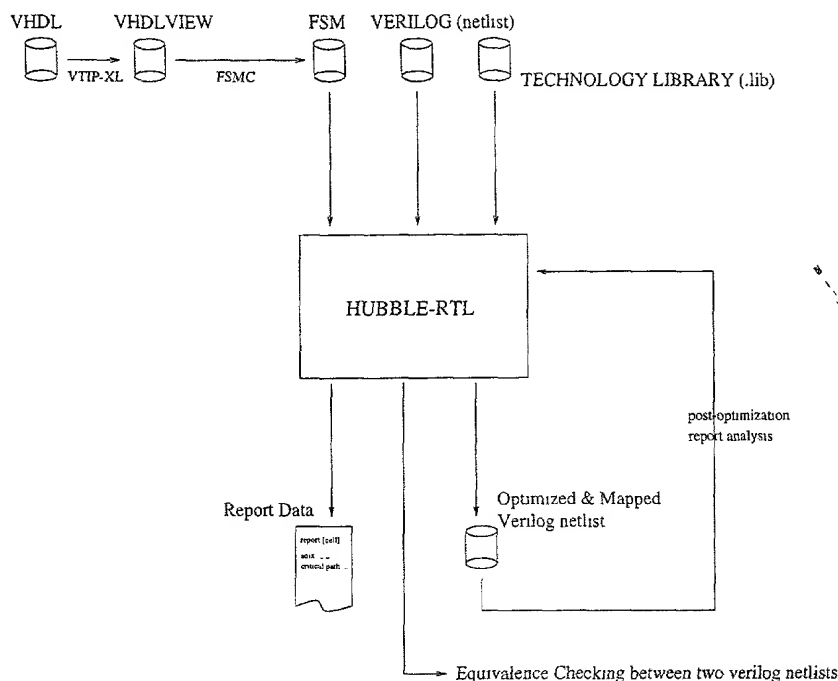 VHDL
VHDLVIEW
FSM
VERILOG (netlist)
VTIP-XL
FSMC
TECHNOLOGY LIBRARY (.lib)
HUBBLE-RTL
post-optimization
report analysis
Optimized & Mapped
Verilog netlist
Report Data
report [cell]
critical path
Equivalence Checking between two verilog netlists